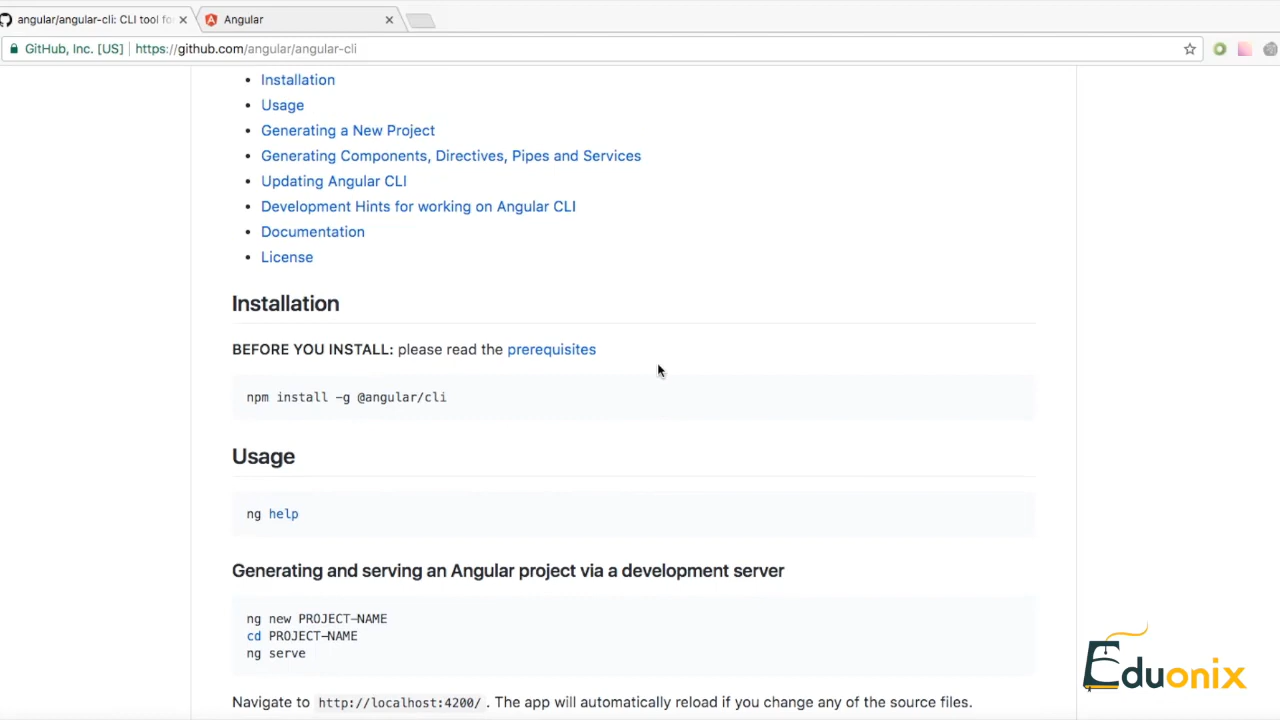 angular/angular-cli: CLI tool fo
Angular
GitHub, Inc. [US] | https://github.com/angular/angular-cli
• Installation
• Usage
• Generating a New Project
• Generating Components, Directives, Pipes and Services
• Updating Angular CLI
• Development Hints for working on Angular CLI
• Documentation
• License
Installation
BEFORE YOU INSTALL: please read the prerequisites
npm install -g @angular/cli
Usage
ng help
Generating and serving an Angular project via a development server
ng new PROJECT-NAME
cd PROJECT-NAME
ng serve
Navigate to http://localhost:4200/ . The app will automatically reload if you change any of the source files.
Eduonix